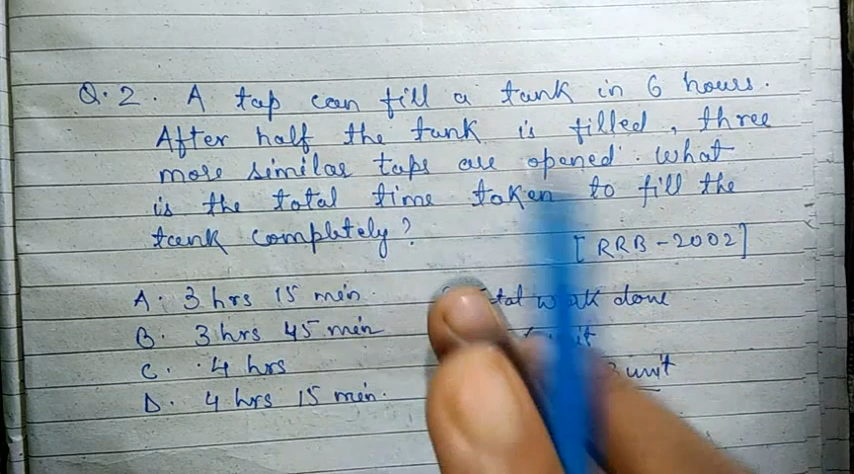 Q.2. A tap can fill a tank in 6 hours.
After half the tank is filled, three
more similar taps are opened. What
is the total time taken to fill the
tank completely?
[RRB-2002]
A. 3 hrs 15 min.
work done
B. 3 hrs 45 min
C. 4 hrs
unit
D. 4 hrs 15 min.